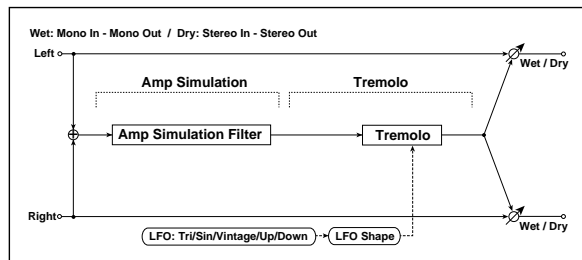 Wet: Mono In - Mono Out / Dry: Stereo In - Stereo Out
Left
Wet / Dry
Amp Simulation
Tremolo
Amp Simulation Filter
Tremolo
Right
Wet / Dry
LFO: Tri/Sin/Vintage/Up/Down
LFO Shape